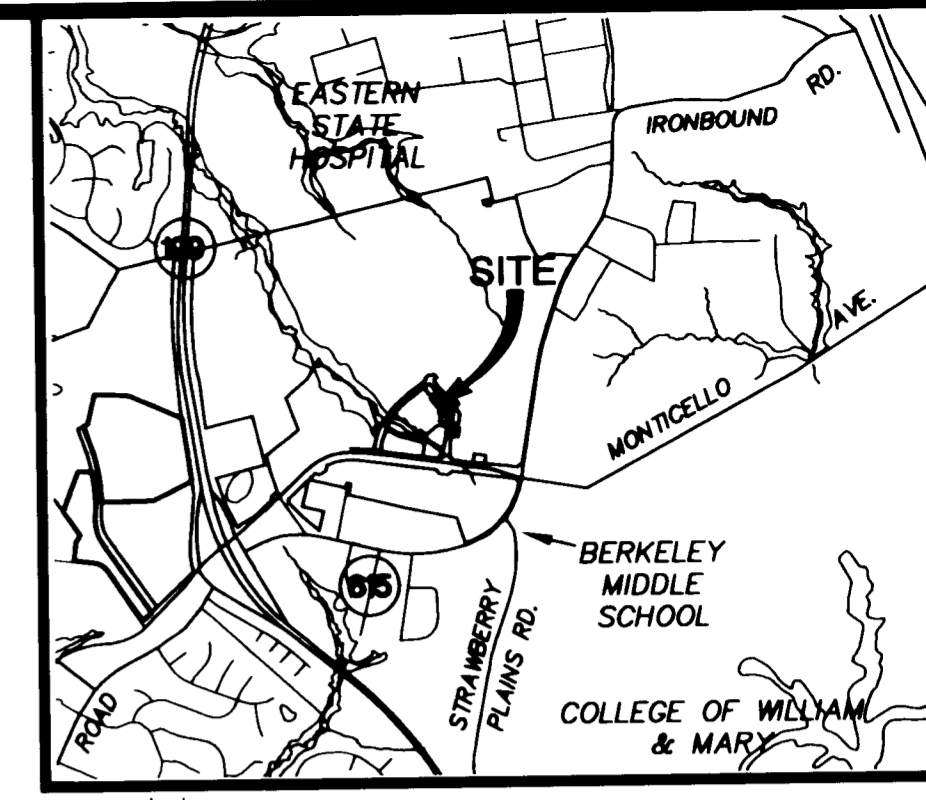 EASTERN
STATE
HOSPITAL
IRONBOUND
RD.
199
SITE
AVE.
MONTICELLO
BERKELEY
MIDDLE
SCHOOL
615
STRAWBERRY
PLAINS RD.
ROAD
COLLEGE OF WILLIAM
& MARY